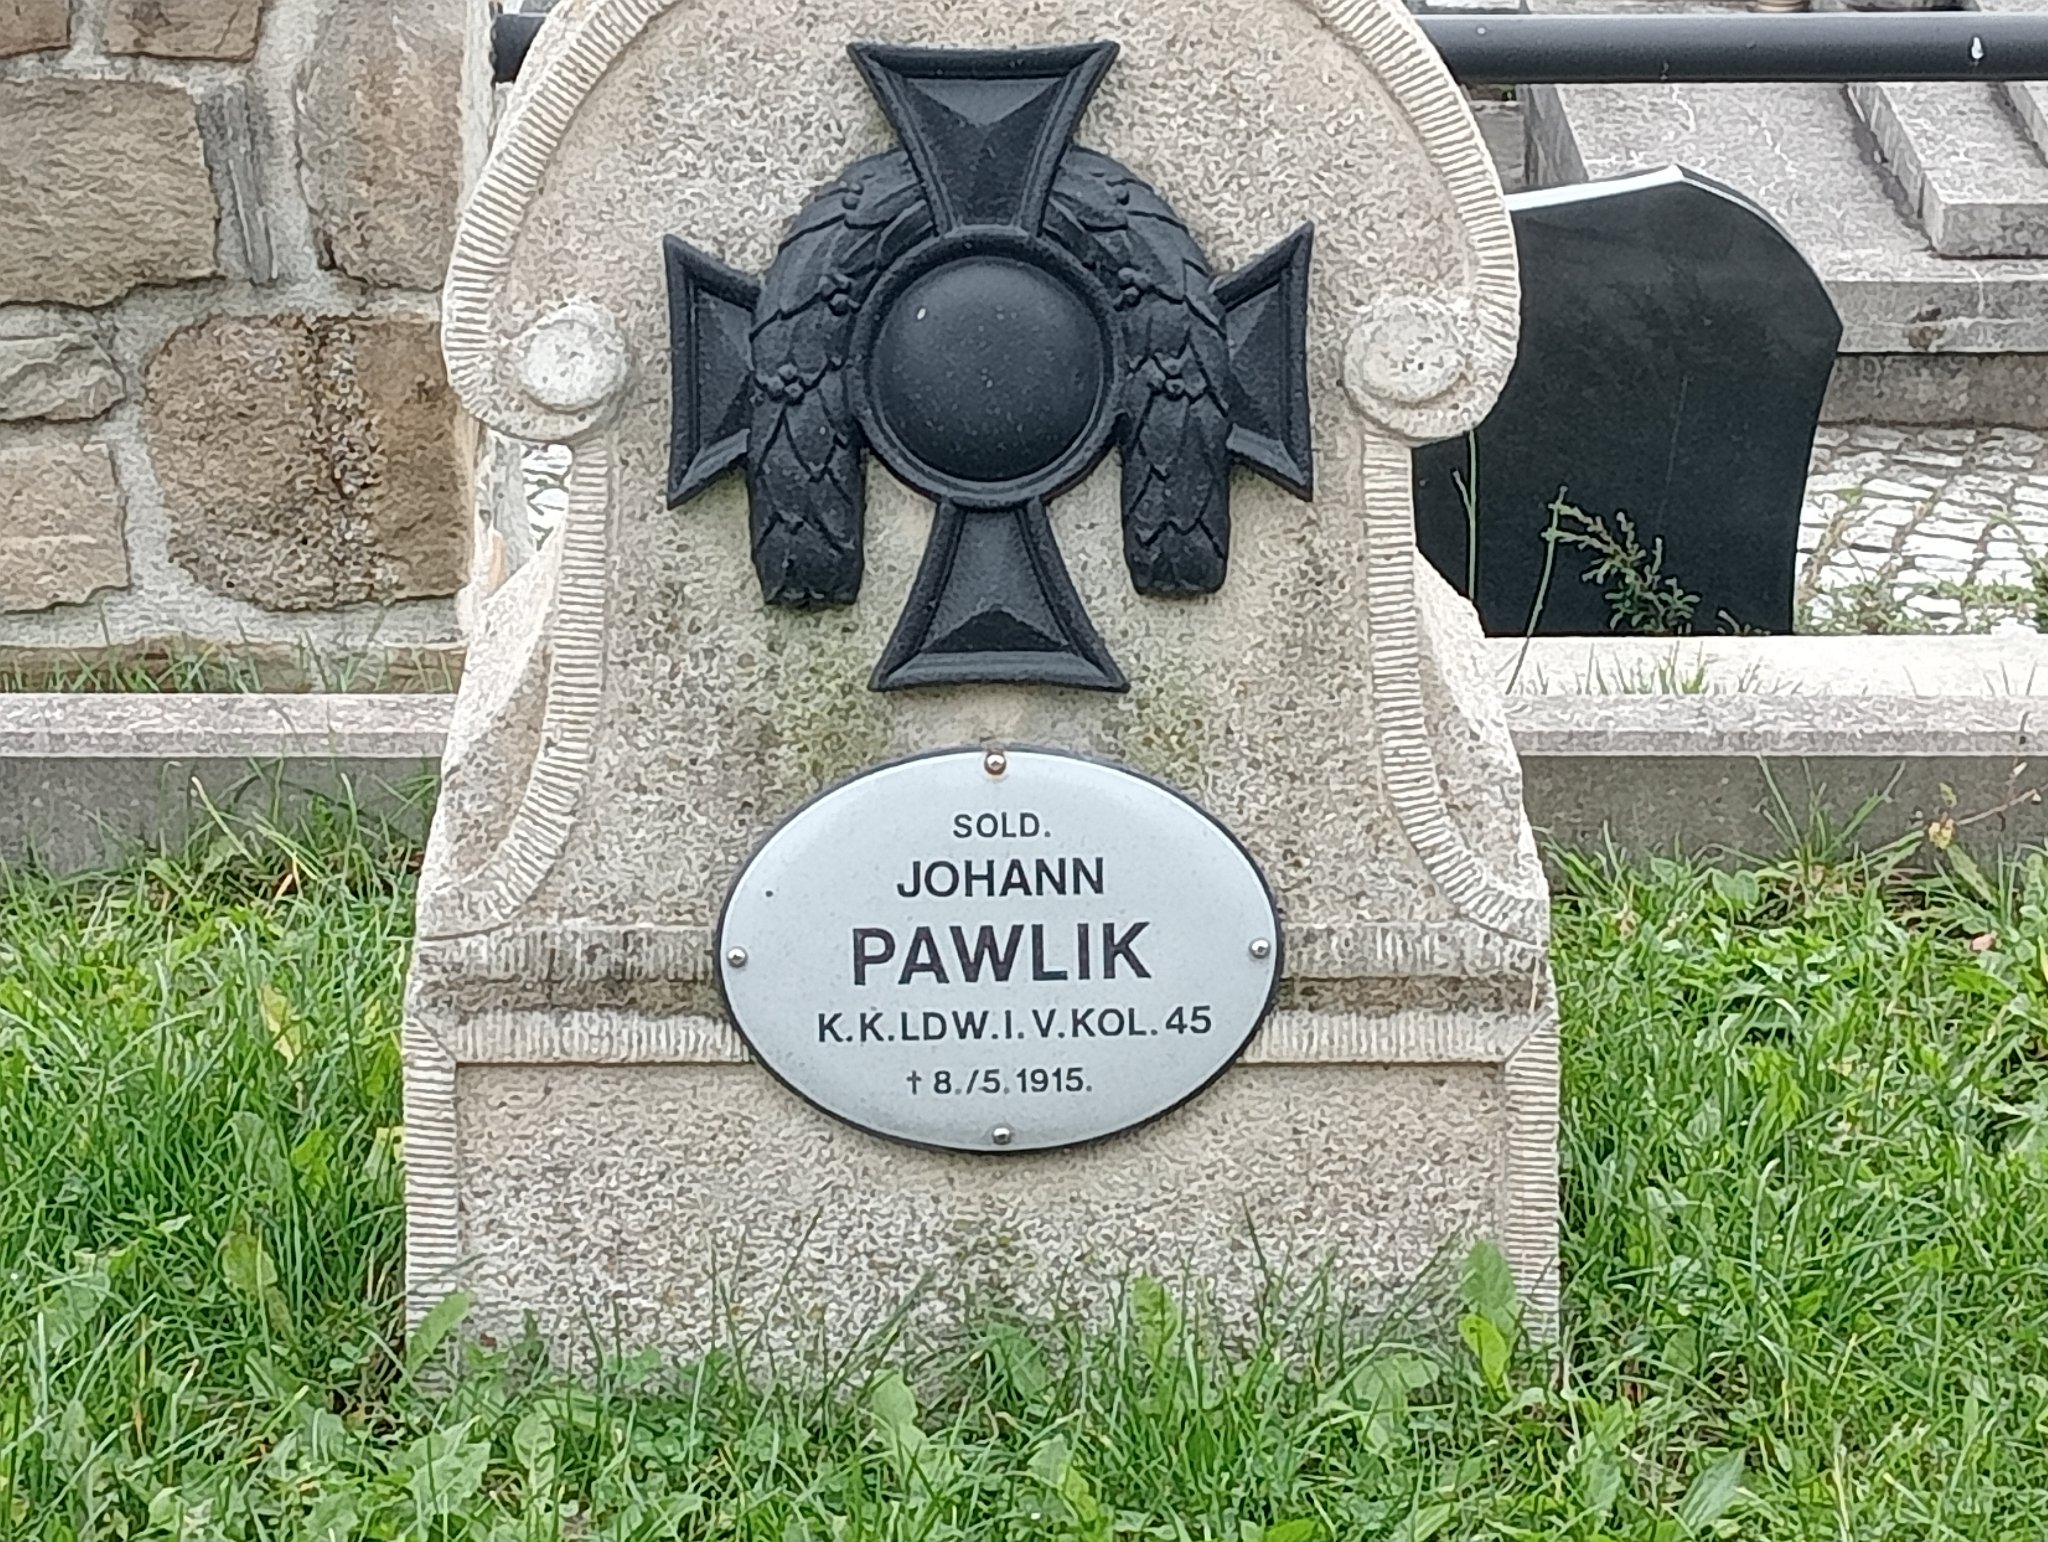 SOLD.
JOHANN
PAWLIK
K.K.LDW.I.V.KOL.45
† 8./5.1915.